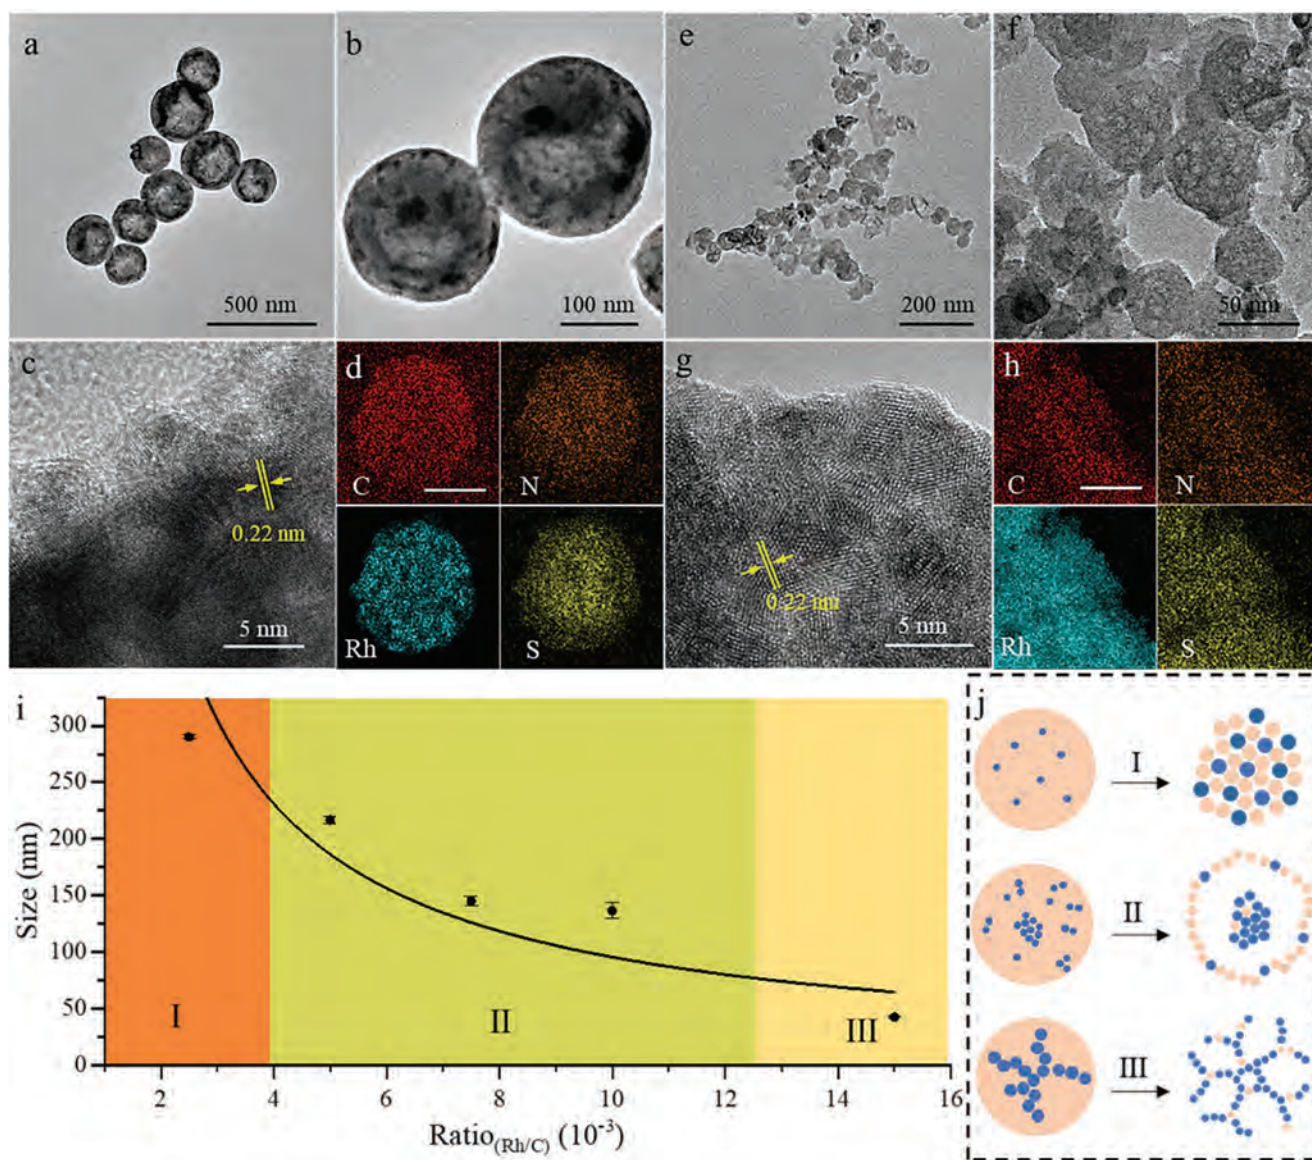 a
500 nm
b
100 nm
e
200 nm
f
50 nm
c
0.22 nm
5 nm
d
C
N
Rh
S
g
0.22 nm
5 nm
h
C
N
Rh
S
i
Size (nm)
300
250
200
150
100
50
0
I
II
III
2
4
6
8
10
12
14
16
Ratio(Rh/C) (10-3)
j
I
II
III